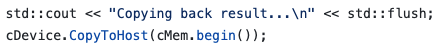 std::cout << "Copying back result...\n" << std::flush;
cDevice.CopyToHost(cMem.begin());